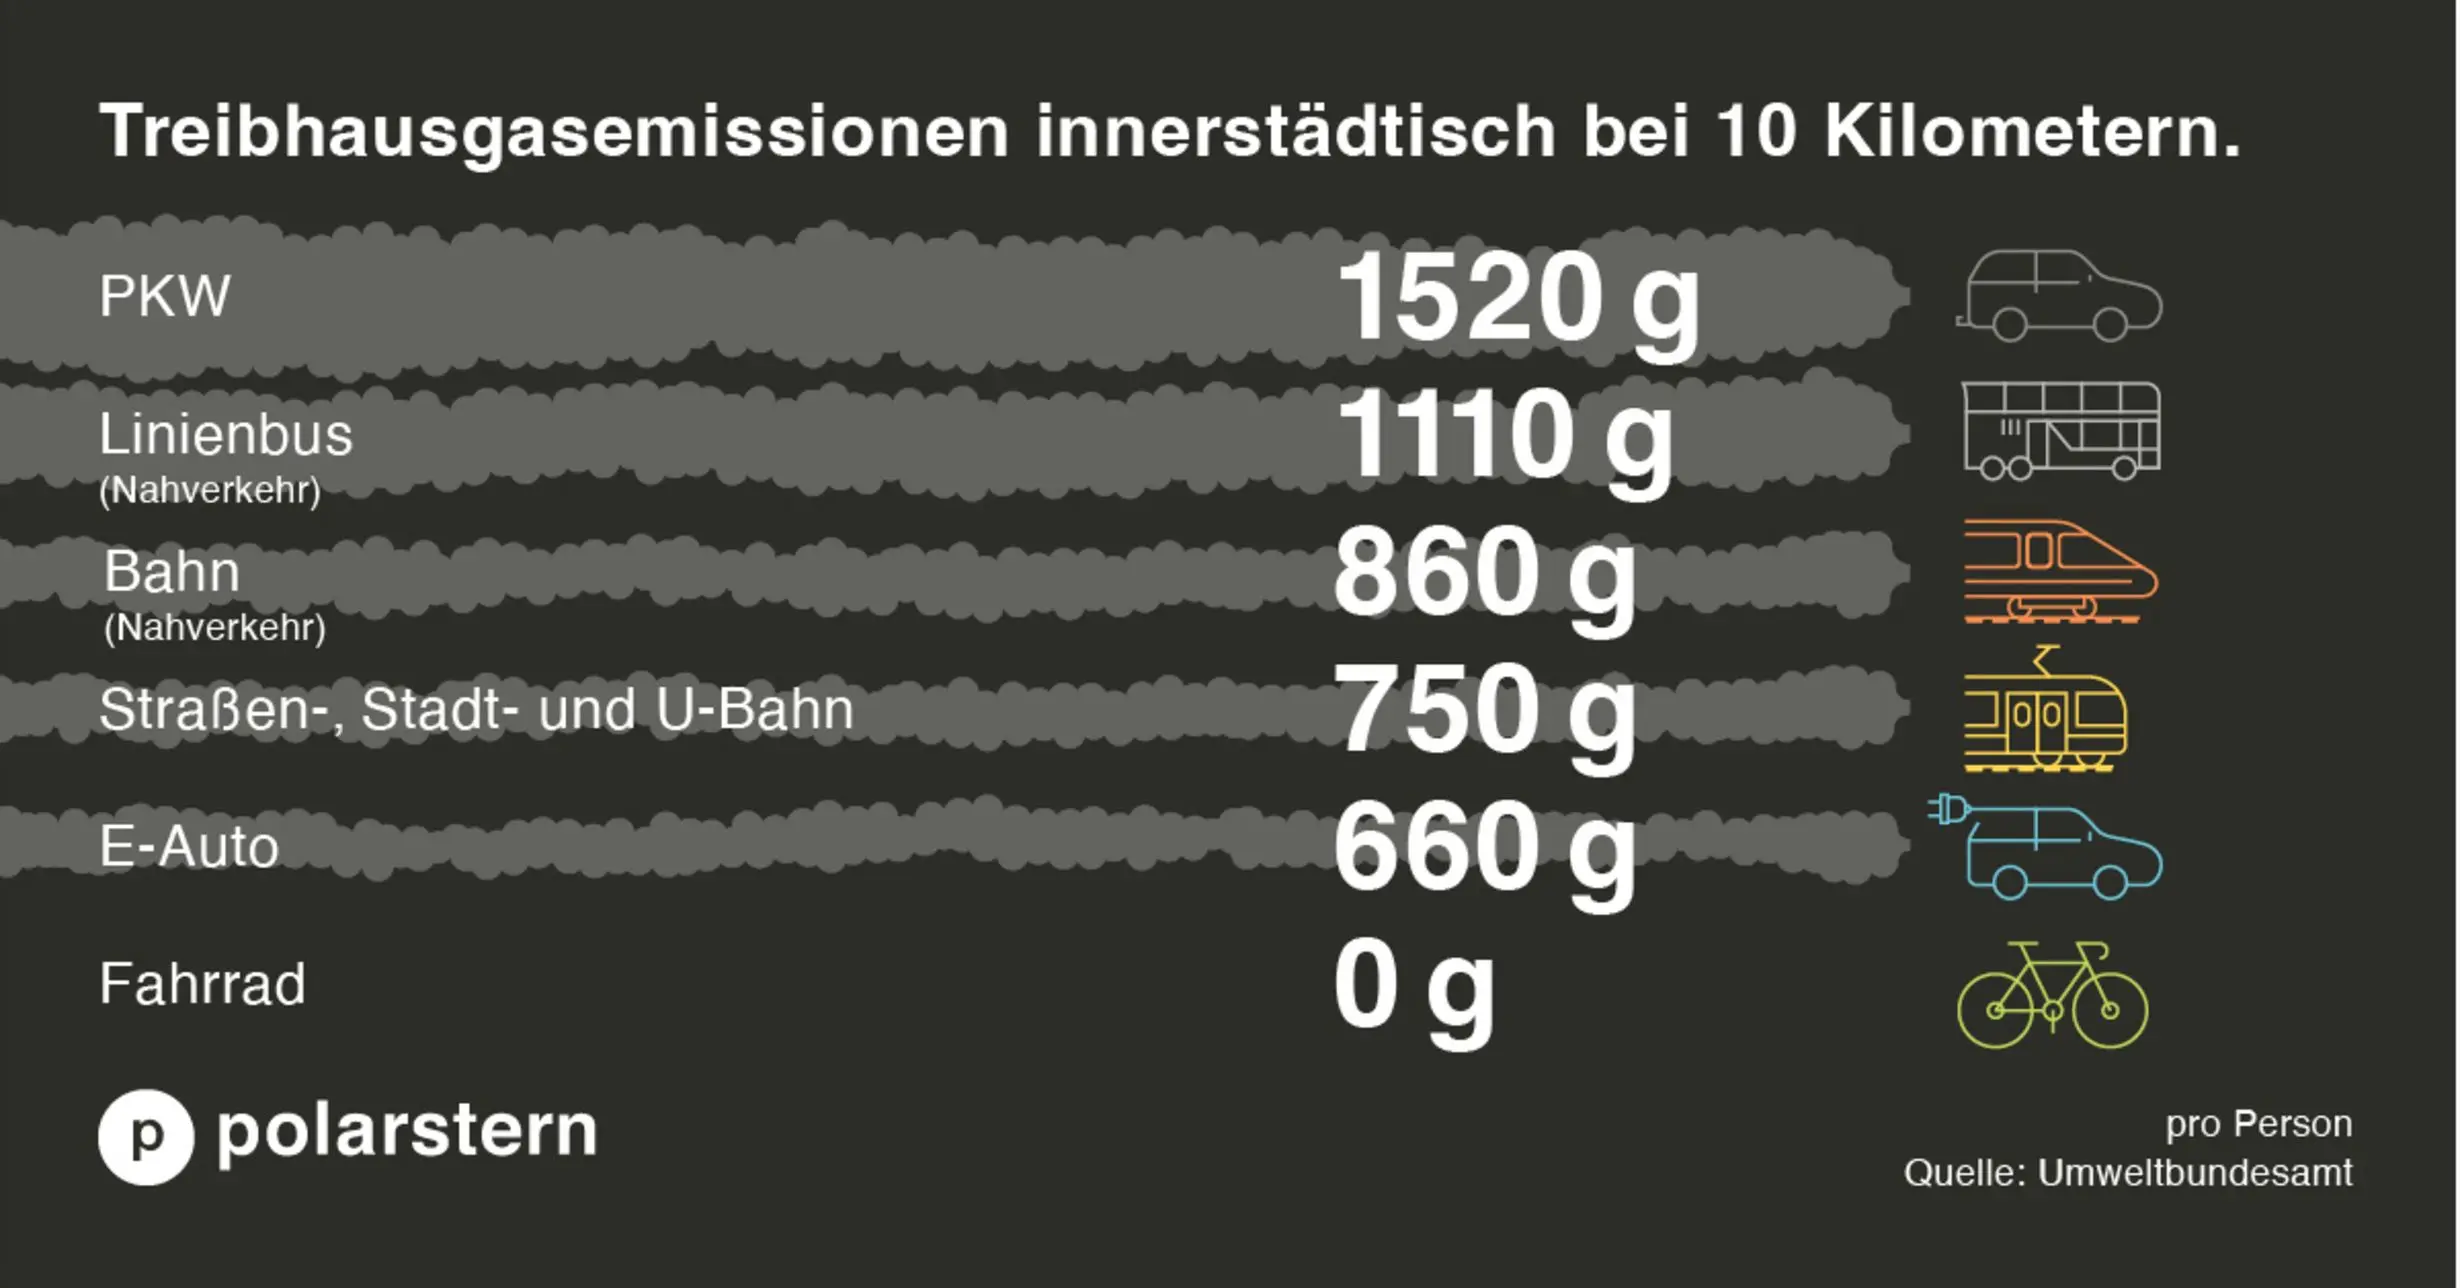 Treibhausgasemissionen innerstädtisch bei 10 Kilometern.
PKW 1520 g
Linienbus 1110 g
(Nahverkehr)
Bahn 860 g
(Nahverkehr)
Straßen-, Stadt- und U-Bahn 750 g
E-Auto 660 g
Fahrrad 0 g
p polarstern
pro Person
Quelle: Umweltbundesamt